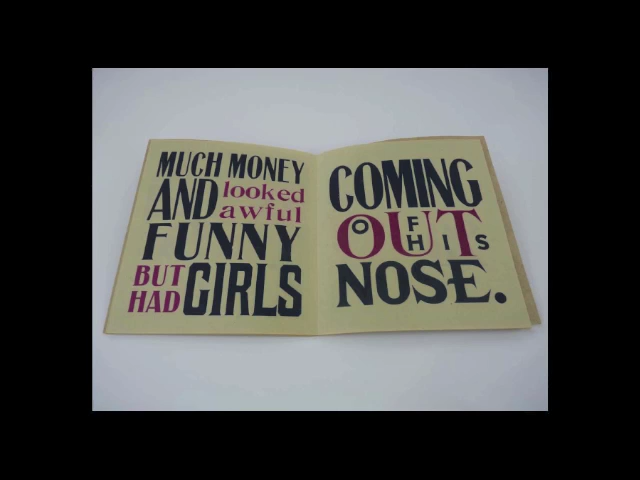 MUCH MONEY
AND looked
awful
FUNNY
BUT GIRLS
HAD
COMING
OUT
OF HIS
NOSE.